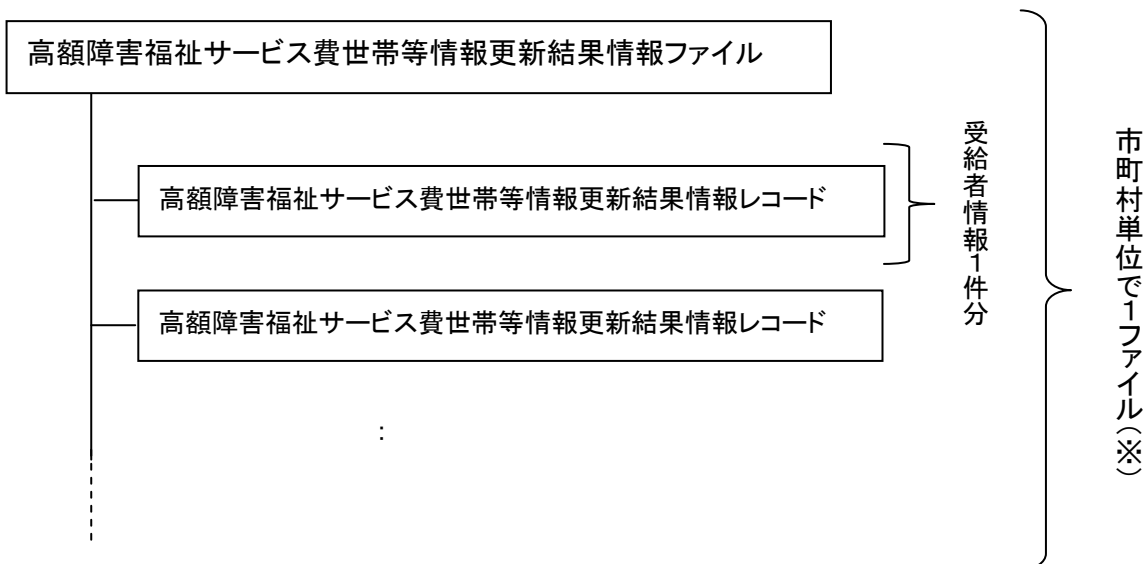 高額障害福祉サービス費世帯等情報更新結果情報ファイル
高額障害福祉サービス費世帯等情報更新結果情報レコード
受給者情報1件分
高額障害福祉サービス費世帯等情報更新結果情報レコード
:
市町村単位で1ファイル(※)